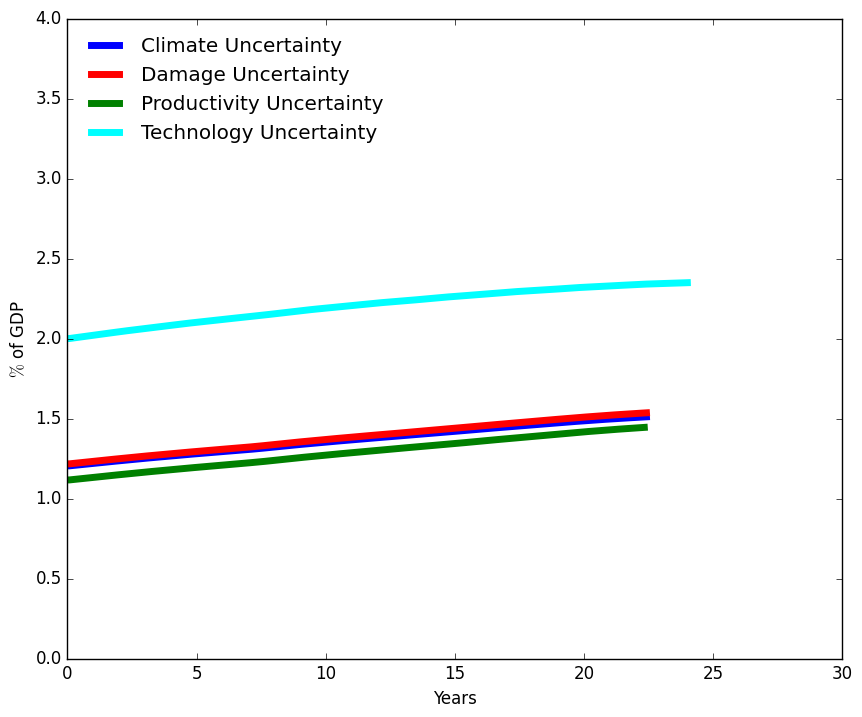 4.0
Climate Uncertainty
Damage Uncertainty
Productivity Uncertainty
Technology Uncertainty
3.5
3.0
2.5
2.0
% of GDP
1.5
1.0
0.5
0.0
0 5 10 15 20 25 30
Years